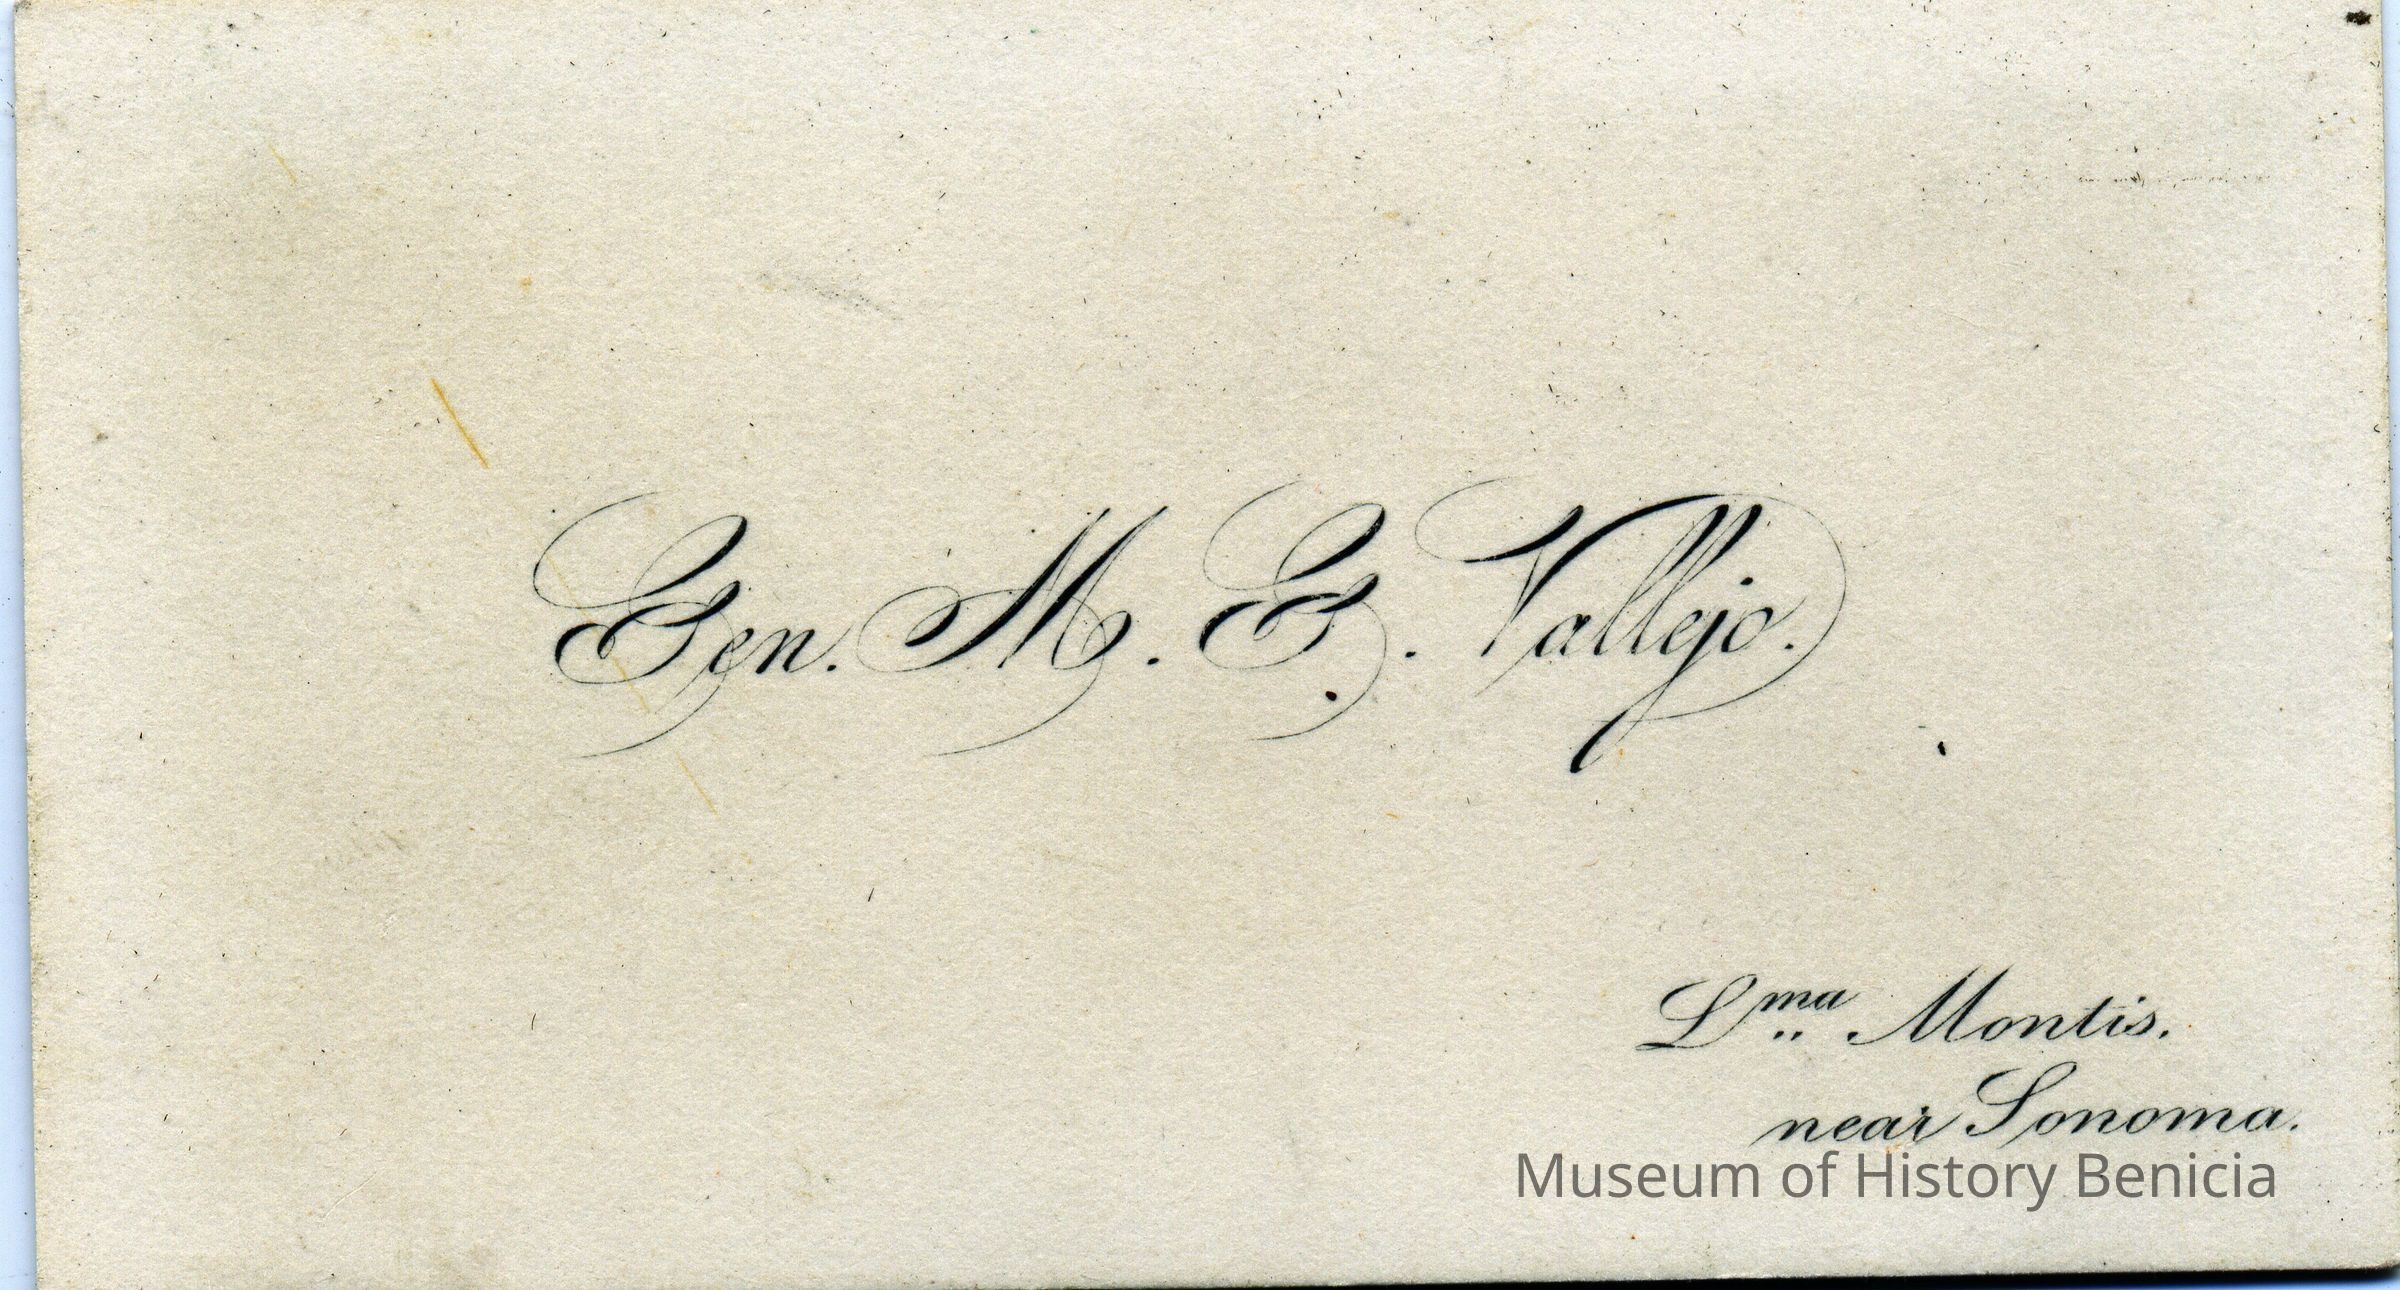 Gen. M. G. Vallejo.
Lma Montis.
near Sonoma.
Museum of History Benicia